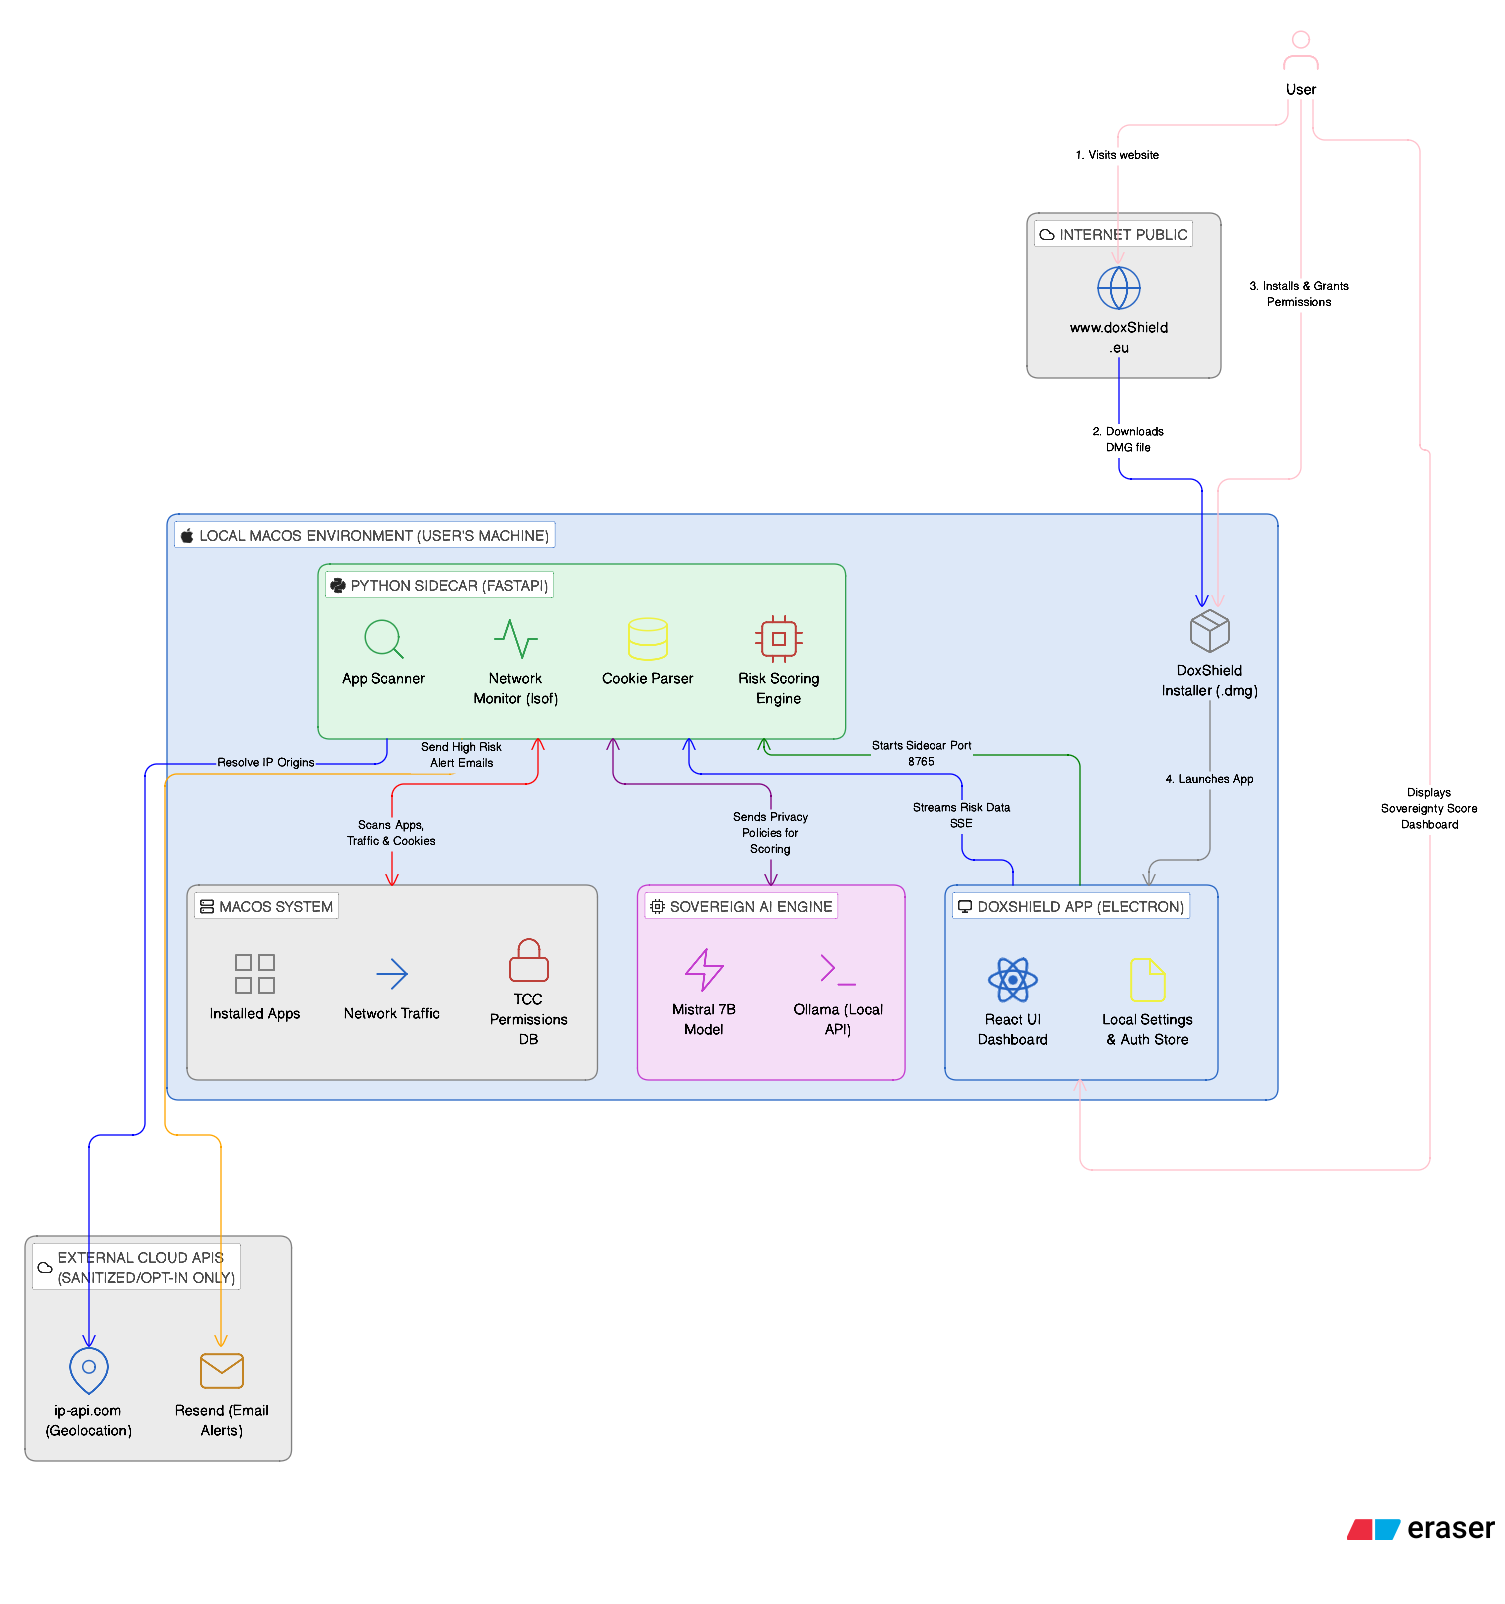 User
1. Visits website
INTERNET PUBLIC
www.doxShield
.eu
3. Installs & Grants
Permissions
2. Downloads
DMG file
LOCAL MACOS ENVIRONMENT (USER'S MACHINE)
PYTHON SIDECAR (FASTAPI)
App Scanner
Network
Monitor (lsof)
Cookie Parser
Risk Scoring
Engine
DoxShield
Installer (.dmg)
Resolve IP Origins
Send High Risk
Alert Emails
Starts Sidecar Port
8765
4. Launches App
Scans Apps,
Traffic & Cookies
Sends Privacy
Policies for
Scoring
Streams Risk Data
SSE
Displays
Sovereignty Score
Dashboard
MACOS SYSTEM
Installed Apps
Network Traffic
TCC
Permissions
DB
SOVEREIGN AI ENGINE
Mistral 7B
Model
Ollama (Local
API)
DOXSHIELD APP (ELECTRON)
React UI
Dashboard
Local Settings
& Auth Store
EXTERNAL CLOUD APIS
(SANITIZED/OPT-IN ONLY)
ip-api.com
(Geolocation)
Resend (Email
Alerts)
eraser